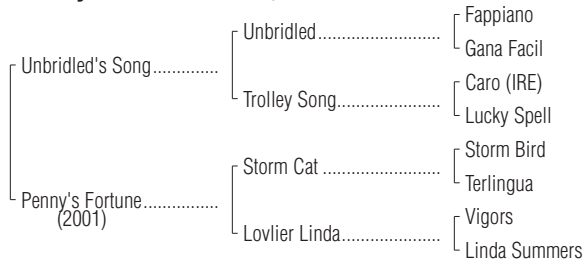 Fappiano
Unbridled......................
Gana Facil
Unbridled's Song..............
Caro (IRE)
Trolley Song......................
Lucky Spell
Storm Bird
Storm Cat ......................
Terlingua
Penny's Fortune................
(2001)
Vigors
Lovlier Linda......................
Linda Summers